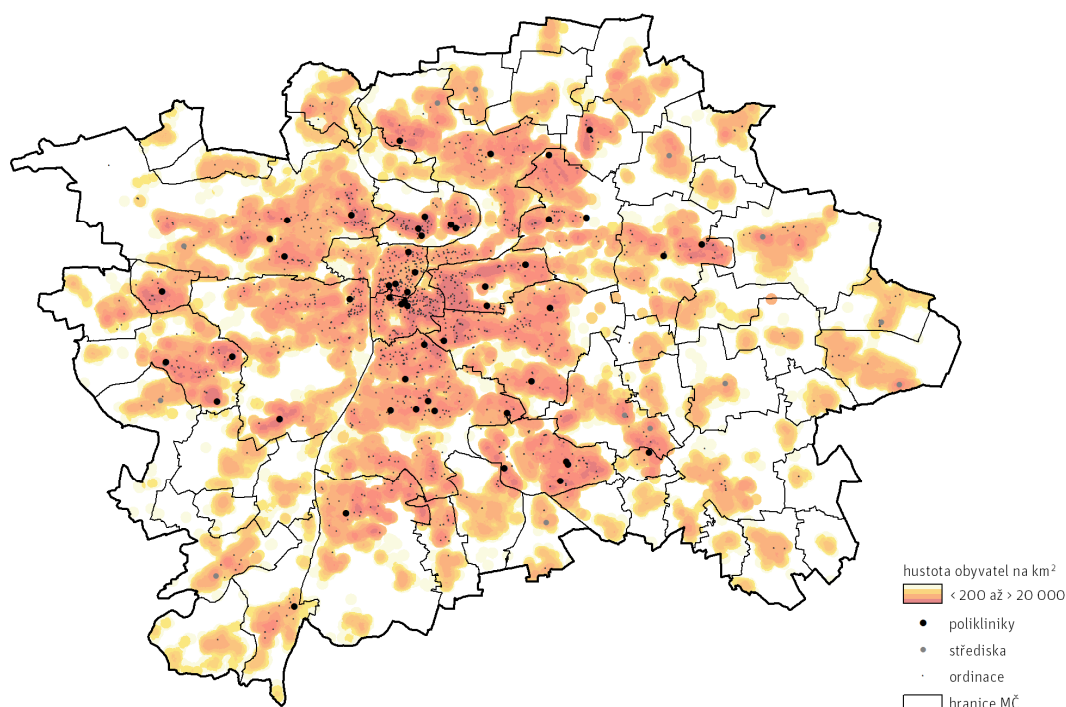 hustota obyvatel na km²
< 200 až > 20 000
polikliniky
střediska
ordinace
hranice MČ